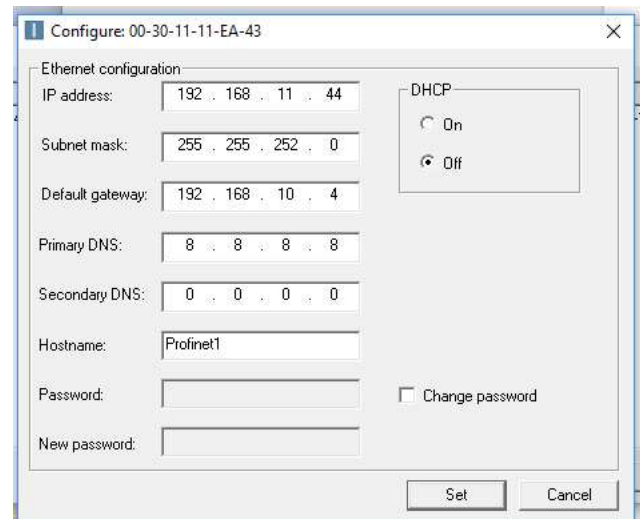 Configure: 00-30-11-11-EA-43
Ethernet configuration
IP address: 192 . 168 . 11 . 44
DHCP
On
Subnet mask: 255 . 255 . 252 . 0
Off
Default gateway: 192 . 168 . 10 . 4
Primary DNS: 8 . 8 . 8 . 8
Secondary DNS: 0 . 0 . 0 . 0
Hostname: Profinet1
Password:
Change password
New password:
Set Cancel